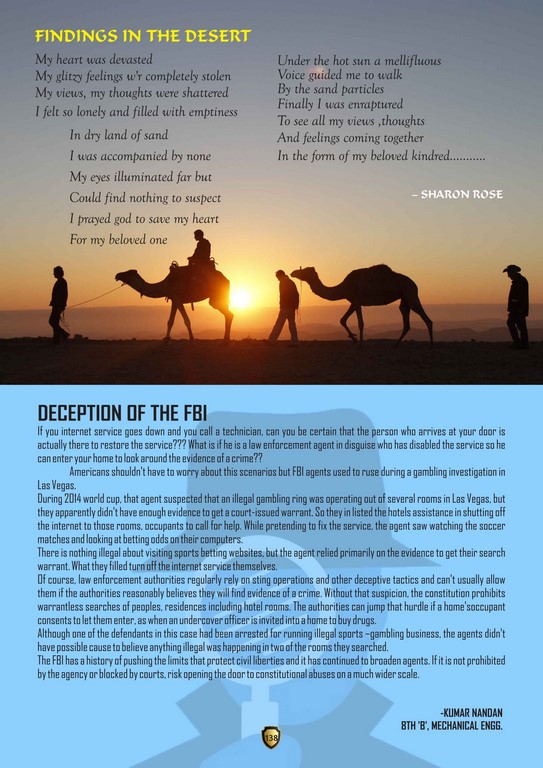 FINDINGS IN THE DESERT
My heart was devasted
My glitzy feelings w'r completely stolen
My views, my thoughts were shattered
I felt so lonely and filled with emptiness
In dry land of sand
I was accompanied by none
My eyes illuminated far but
Could find nothing to suspect
I prayed god to save my heart
For my beloved one
Under the hot sun a mellifluous
Voice guided me to walk
By the sand particles
Finally I was enraptured
To see all my views ,thoughts
And feelings coming together
In the form of my beloved kindred...........
– SHARON ROSE
DECEPTION OF THE FBI
If you internet service goes down and you call a technician, can you be certain that the person who arrives at your door is
actually there to restore the service??? What is if he is a law enforcement agent in disguise who has disabled the service so he
can enter your home to look around the evidence of a crime??
Americans shouldn't have to worry about this scenarios but FBI agents used to ruse during a gambling investigation in
Las Vegas.
During 2014 world cup, that agent suspected that an illegal gambling ring was operating out of several rooms in Las Vegas, but
they apparently didn't have enough evidence to get a court-issued warrant. So they in listed the hotels assistance in shutting off
the internet to those rooms, occupants to call for help. While pretending to fix the service, the agent saw watching the soccer
matches and looking at betting odds on their computers.
There is nothing illegal about visiting sports betting websites, but the agent relied primarily on the evidence to get their search
warrant. What they filled turn off the internet service themselves.
Of course, law enforcement authorities regularly rely on sting operations and other deceptive tactics and can't usually allow
them if the authorities reasonably believes they will find evidence of a crime. Without that suspicion, the constitution prohibits
warrantless searches of peoples, residences including hotel rooms. The authorities can jump that hurdle if a home'soccupant
consents to let them enter, as when an undercover officer is invited into a home to buy drugs.
Although one of the defendants in this case had been arrested for running illegal sports –gambling business, the agents didn't
have possible cause to believe anything illegal was happening in two of the rooms they searched.
The FBI has a history of pushing the limits that protect civil liberties and it has continued to broaden agents. If it is not prohibited
by the agency or blocked by courts, risk opening the door to constitutional abuses on a much wider scale.
-KUMAR NANDAN
8TH 'B', MECHANICAL ENGG.
138